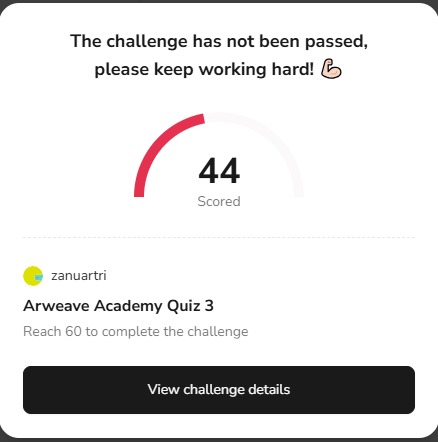 The challenge has not been passed,
please keep working hard! 💪🏻
44
Scored
zanuartri
Arweave Academy Quiz 3
Reach 60 to complete the challenge
View challenge details